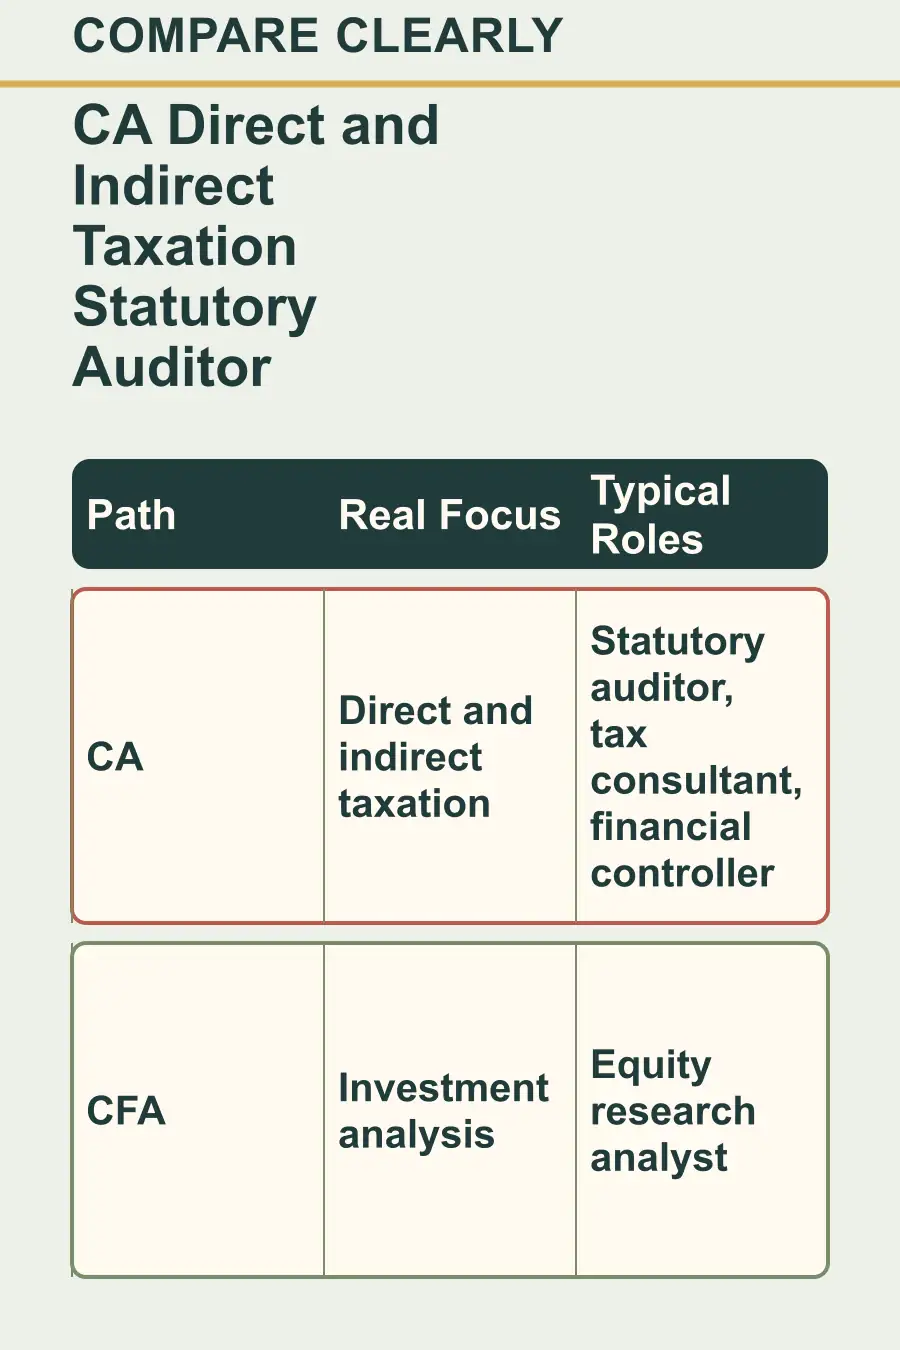 COMPARE CLEARLY
CA Direct and
Indirect
Taxation
Statutory
Auditor
Path
Real Focus
Typical
Roles
CA
Direct and
indirect
taxation
Statutory
auditor,
tax
consultant,
financial
controller
CFA
Investment
analysis
Equity
research
analyst